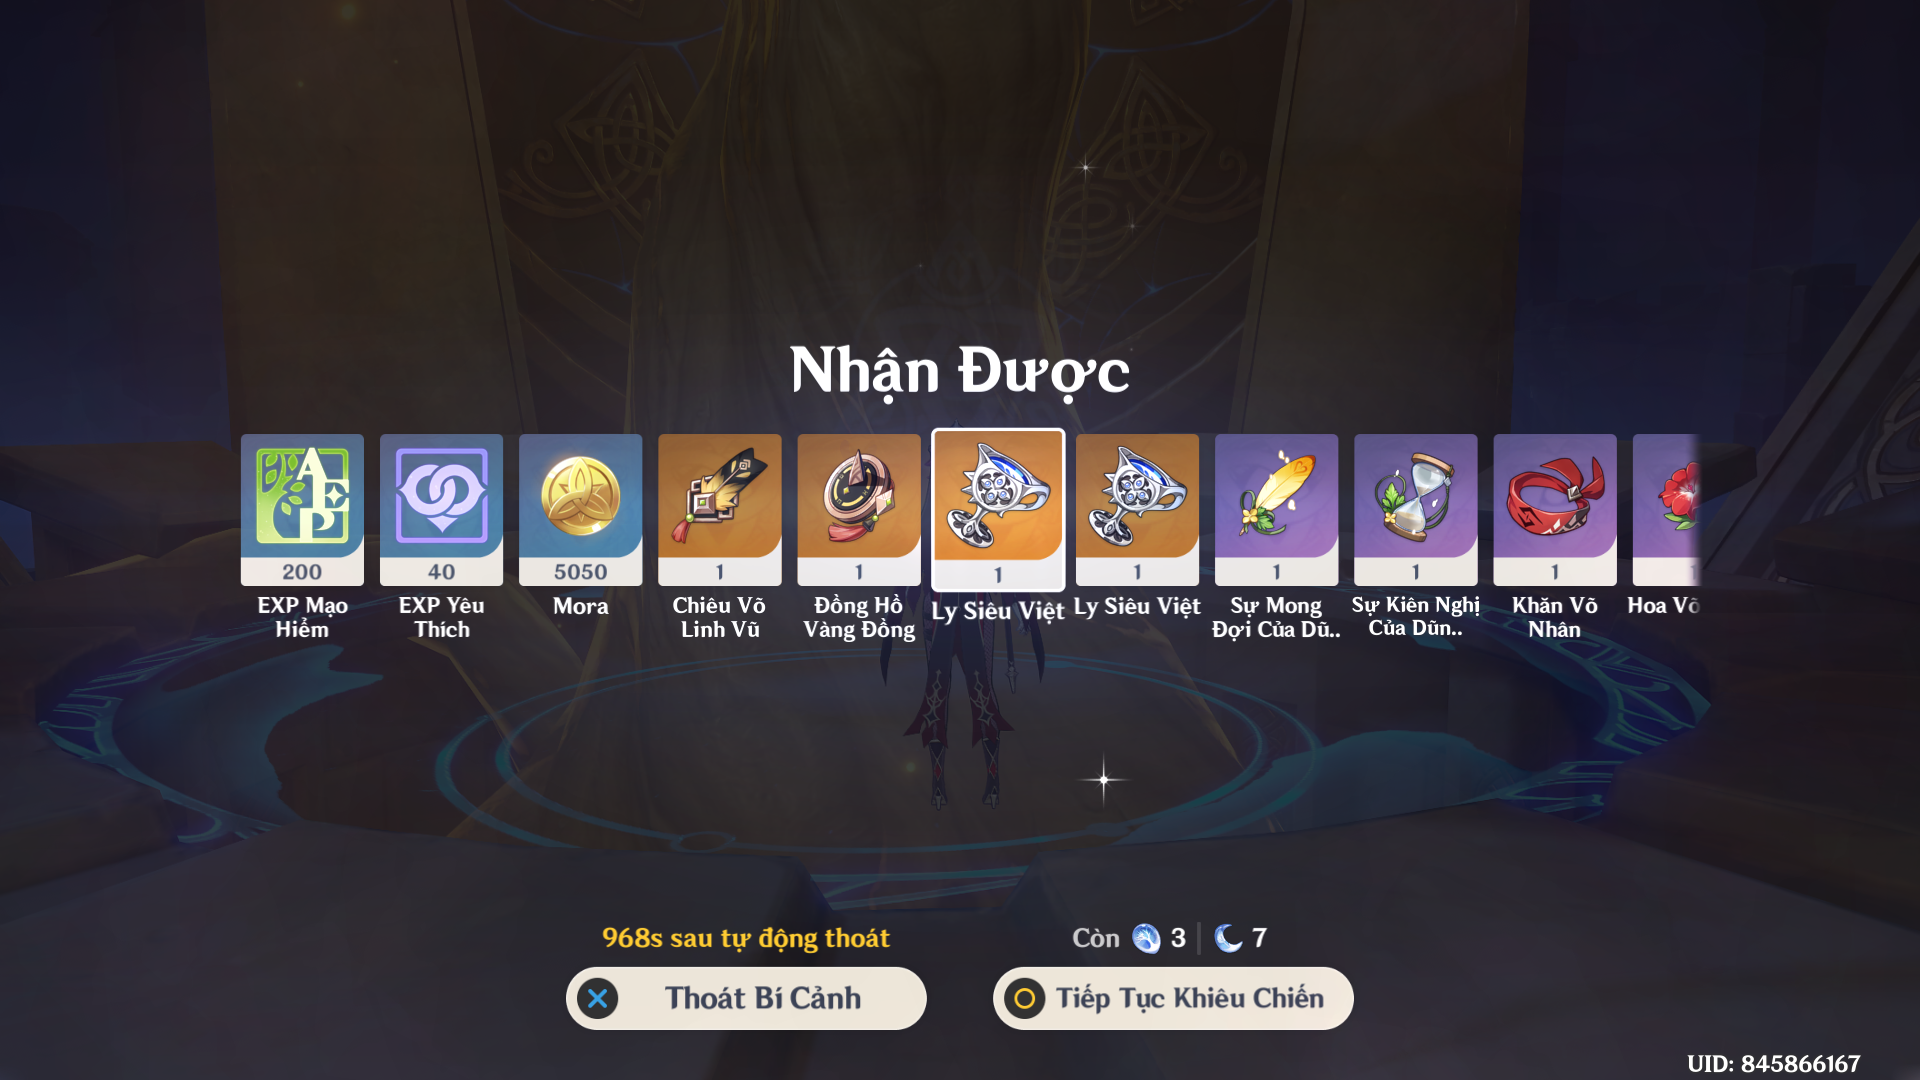 Nhận Được
200
40
5050
1
1
1
1
1
1
1
EXP Mạo
Hiểm
EXP Yêu
Thích
Mora
Chiêu Võ
Linh Vũ
Đồng Hồ
Vàng Đồng
Ly Siêu Việt
Ly Siêu Việt
Sự Mong
Đợi Của Dũ..
Sự Kiên Nghị
Của Dũn..
Khăn Võ
Nhân
Hoa Võ
968s sau tự động thoát
Còn 3 | 7
Thoát Bí Cảnh
Tiếp Tục Khiêu Chiến
UID: 845866167